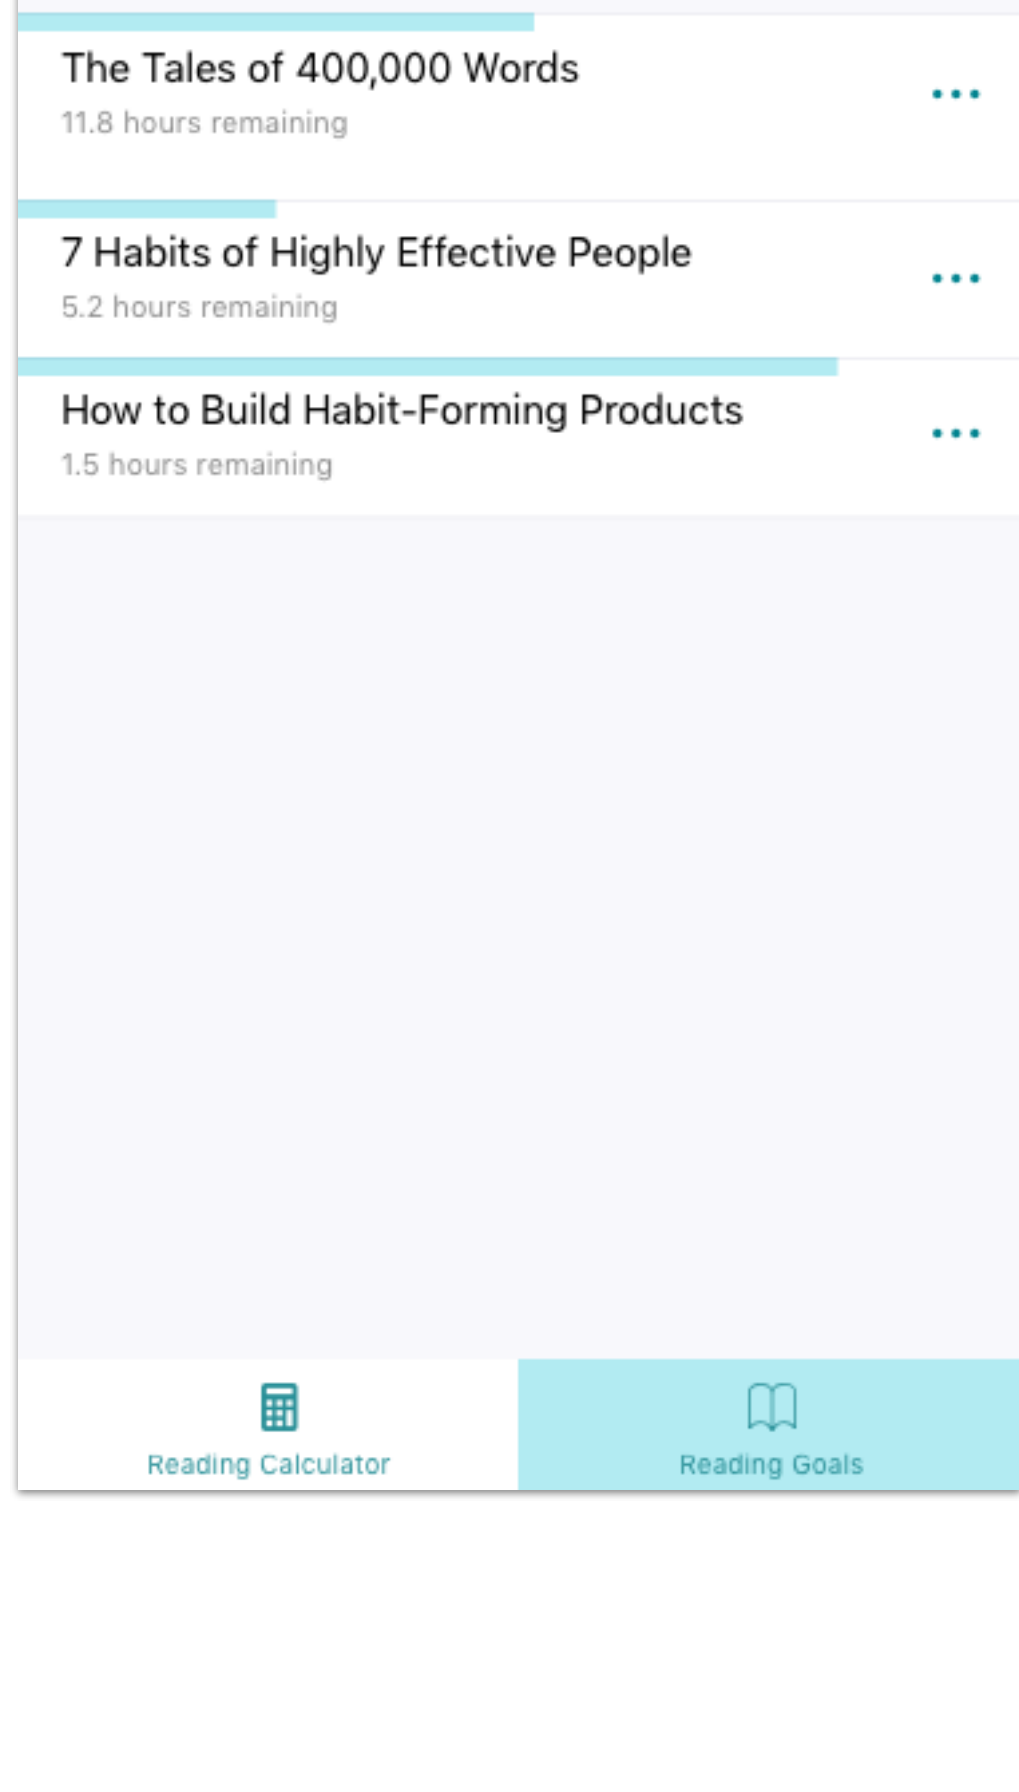 The Tales of 400,000 Words
11.8 hours remaining
7 Habits of Highly Effective People
5.2 hours remaining
How to Build Habit-Forming Products
1.5 hours remaining
Reading Calculator
Reading Goals